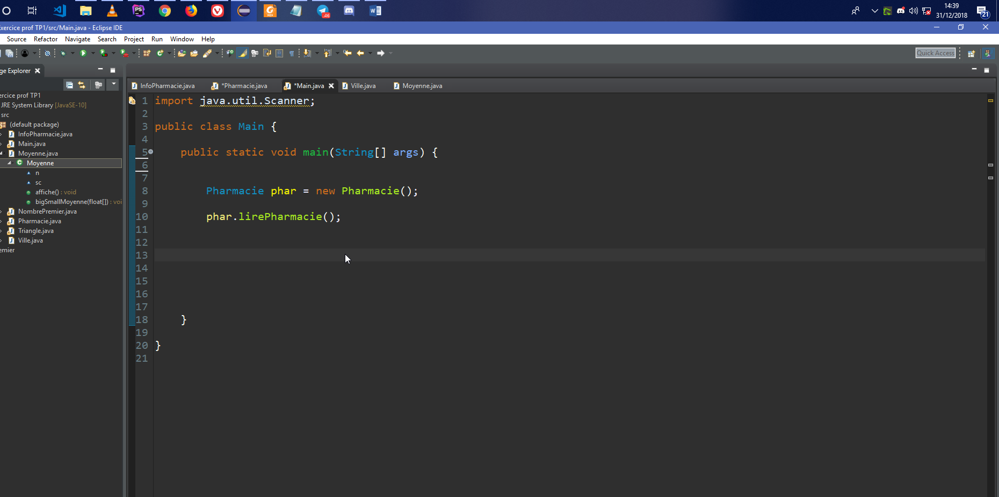 14:39
31/12/2018
21
PS
.46
xercice prof TP1/src/Main.java - Eclipse IDE
Source Refactor Navigate Search Project Run Window Help
Quick Access
ge Explorer
InfoPharmacie.java *Pharmacie.java *Main.java Ville.java Moyenne.java
ercice prof TP1
JRE System Library [JavaSE-10]
src
(default package)
InfoPharmacie.java
Main.java
Moyenne.java
Moyenne
n
sc
affiche() : void
bigSmallMoyenne(float[]) : voi
NombrePremier.java
Pharmacie.java
Triangle.java
Ville.java
emier
1 import java.util.Scanner;
2
3 public class Main {
4
5 public static void main(String[] args) {
6
7
8 Pharmacie phar = new Pharmacie();
9
10 phar.lirePharmacie();
11
12
13
14
15
16
17
18 }
19
20 }
21